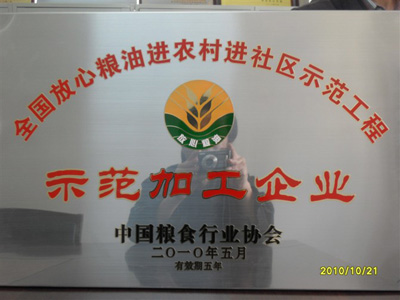 全国放心粮油进农村进社区示范工程
放心粮油
示范加工企业
中国粮食行业协会
二〇一〇年五月
有效期五年
2010/10/21